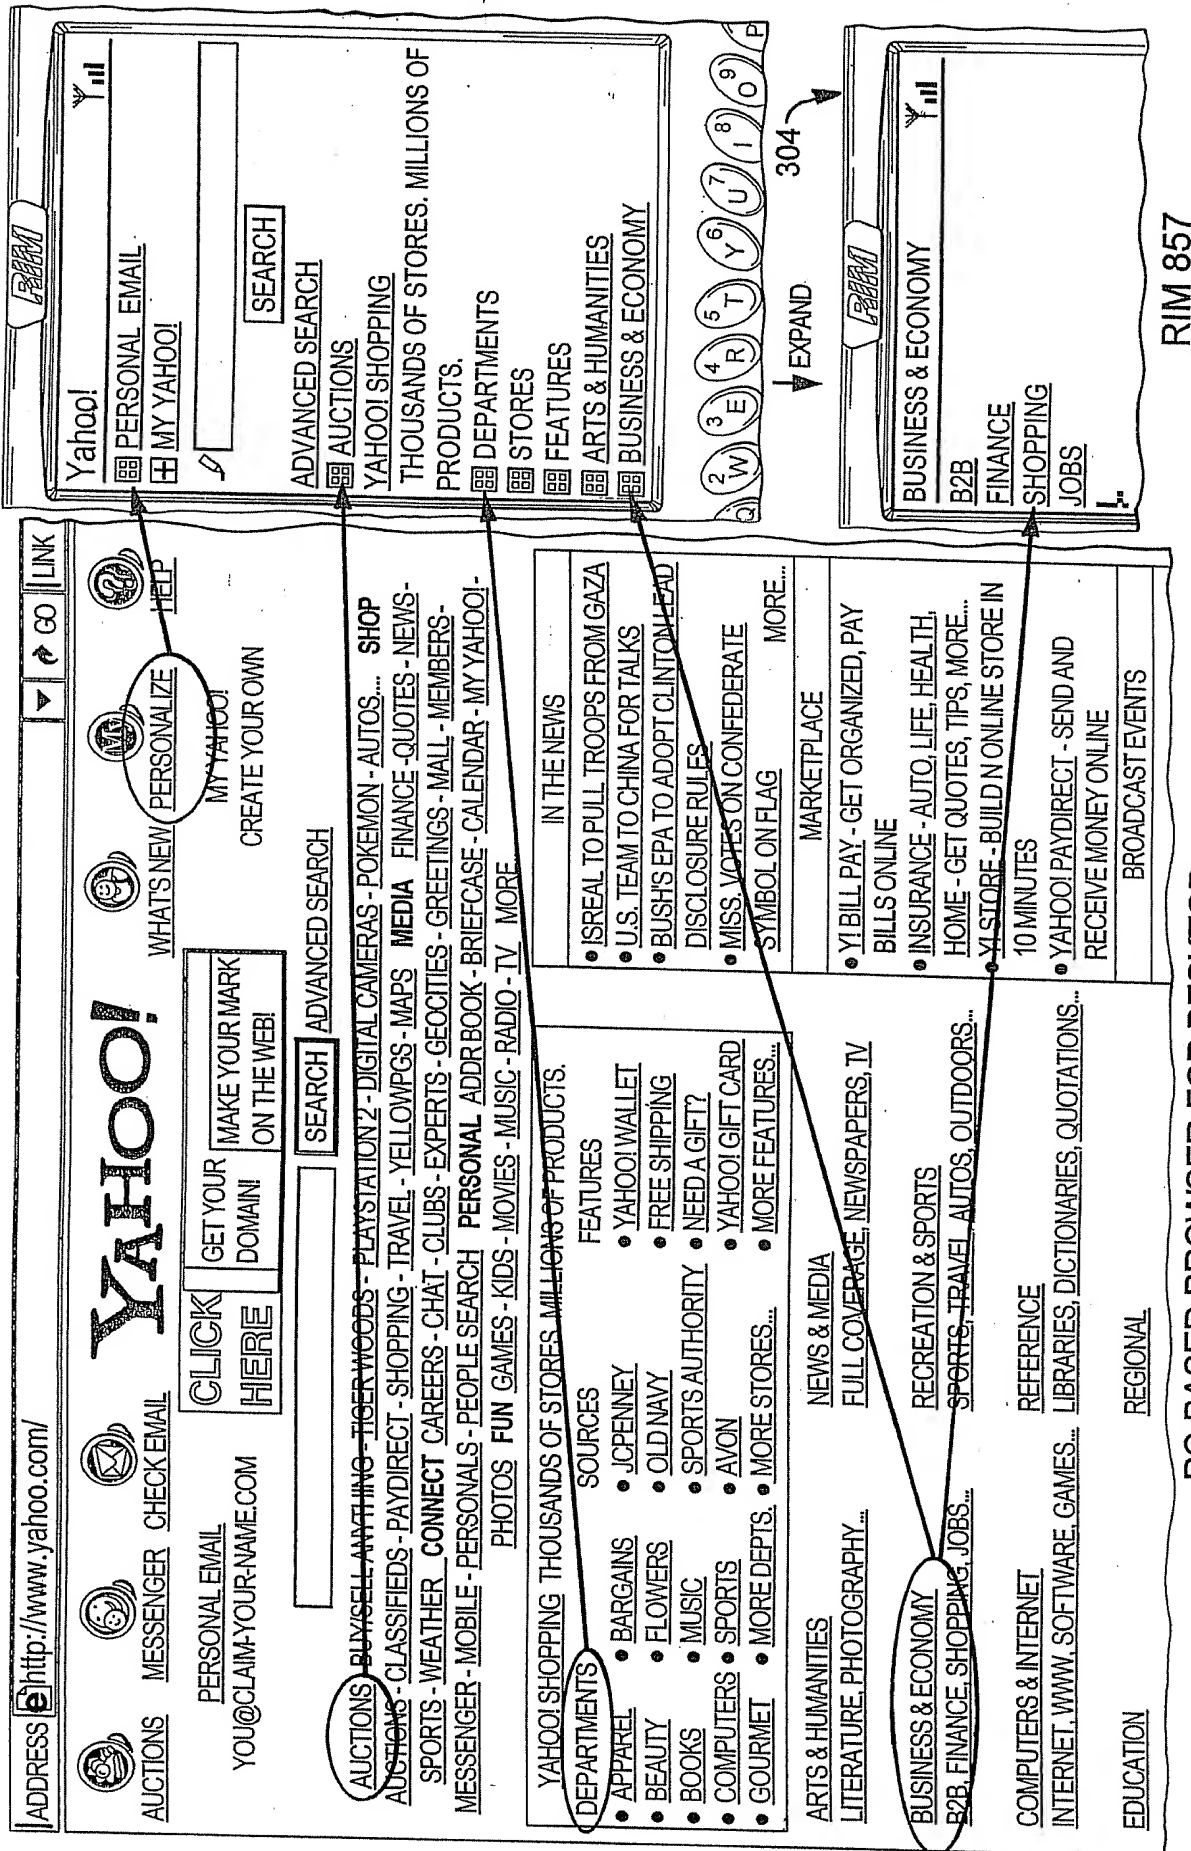 ADDRESS e http://www.yahoo.com/ GO LINK
YAHOO!
AUCTIONS MESSENGER CHECK EMAIL WHAT'S NEW PERSONALIZE HELP
PERSONAL EMAIL
YOU@CLAIM-YOUR-NAME.COM
CLICK
HERE
GET YOUR
DOMAIN!
MAKE YOUR MARK
ON THE WEB!
MY YAHOO!
CREATE YOUR OWN
SEARCH ADVANCED SEARCH
AUCTIONS BUY/SELL ANYTHING - TIGER WOODS - PLAYSTATION 2 - DIGITAL CAMERAS - POKEMON - AUTOS... SHOP
AUCTIONS - CLASSIFIEDS - PAYDIRECT - SHOPPING - TRAVEL - YELLOWPGS - MAPS MEDIA FINANCE-QUOTES - NEWS-
SPORTS - WEATHER CONNECT CAREERS - CHAT - CLUBS - EXPERTS - GEOCITIES - GREETINGS - MALL - MEMBERS-
MESSENGER - MOBILE - PERSONALS - PEOPLE SEARCH PERSONAL ADDR BOOK - BRIEFCASE - CALENDAR - MY YAHOO!-
PHOTOS FUN GAMES - KIDS - MOVIES - MUSIC - RADIO - TV MORE...
YAHOO! SHOPPING THOUSANDS OF STORES. MILLIONS OF PRODUCTS.
DEPARTMENTS SOURCES FEATURES
• APPAREL • BARGAINS • JCPENNEY • YAHOO! WALLET
• BEAUTY • FLOWERS • OLD NAVY • FREE SHIPPING
• BOOKS • MUSIC • SPORTS AUTHORITY • NEED A GIFT?
• COMPUTERS • SPORTS • AVON • YAHOO! GIFT CARD
• GOURMET • MORE DEPTS. • MORE STORES... • MORE FEATURES...
ARTS & HUMANITIES NEWS & MEDIA
LITERATURE, PHOTOGRAPHY... FULL COVERAGE, NEWSPAPERS, TV
BUSINESS & ECONOMY RECREATION & SPORTS
B2B, FINANCE, SHOPPING, JOBS... SPORTS, TRAVEL, AUTOS, OUTDOORS...
COMPUTERS & INTERNET REFERENCE
INTERNET, WWW, SOFTWARE, GAMES... LIBRARIES, DICTIONARIES, QUOTATIONS...
EDUCATION REGIONAL
IN THE NEWS
• ISREAL TO PULL TROOPS FROM GAZA
• U.S. TEAM TO CHINA FOR TALKS
• BUSH'S EPA TO ADOPT CLINTON LEAD
DISCLOSURE RULES
• MISS. VOTES ON CONFEDERATE
SYMBOL ON FLAG
MORE...
MARKETPLACE
• Y! BILL PAY - GET ORGANIZED, PAY
BILLS ONLINE
• INSURANCE - AUTO, LIFE, HEALTH,
HOME - GET QUOTES, TIPS, MORE...
• Y! STORE - BUILD N ONLINE STORE IN
10 MINUTES
• YAHOO! PAYDIRECT - SEND AND
RECEIVE MONEY ONLINE
BROADCAST EVENTS
RIM
Yahoo!
PERSONAL EMAIL
MY YAHOO!
SEARCH
ADVANCED SEARCH
AUCTIONS
YAHOO! SHOPPING
THOUSANDS OF STORES. MILLIONS OF
PRODUCTS.
DEPARTMENTS
STORES
FEATURES
ARTS & HUMANITIES
BUSINESS & ECONOMY
Q W 2 E 3 R 4 T 5 Y 6 U 7 I 8 O 9 P
EXPAND
304
RIM
BUSINESS & ECONOMY
B2B
FINANCE
SHOPPING
JOBS
RIM 857